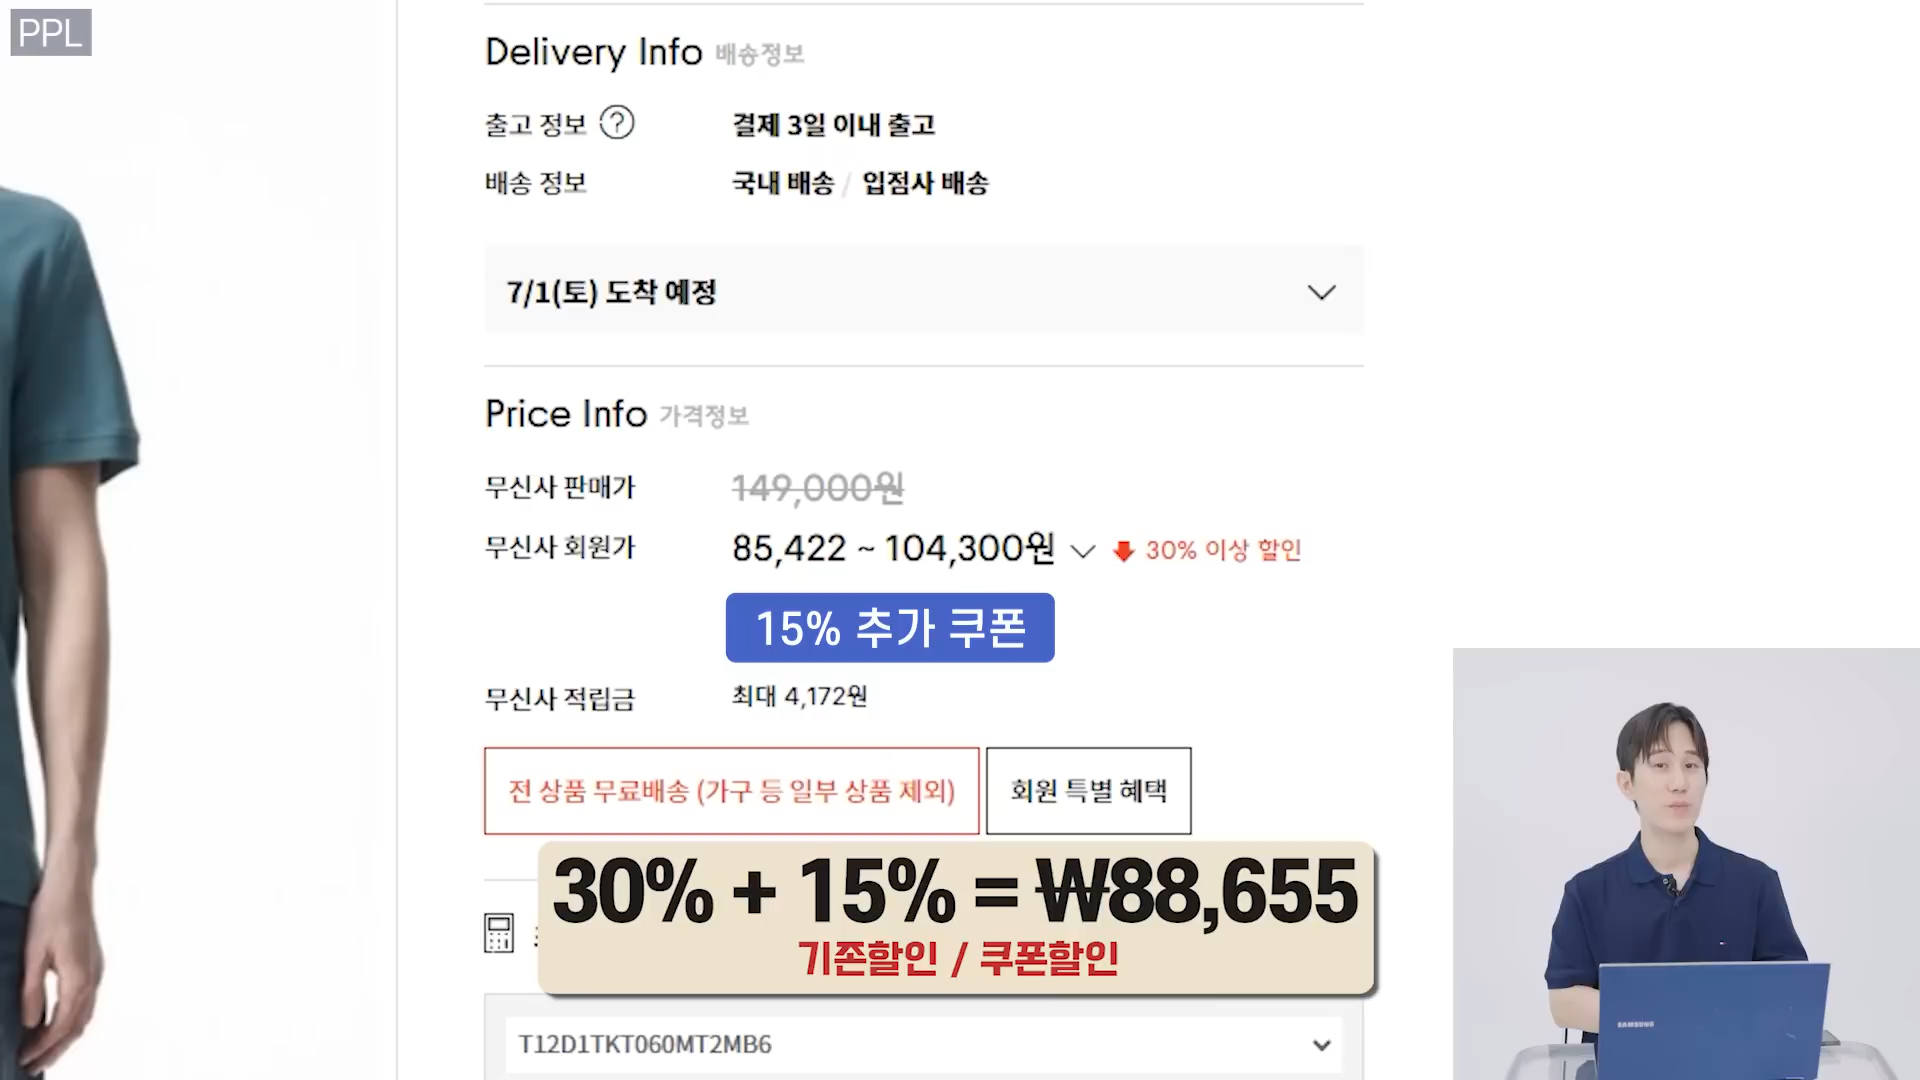 PPL
Delivery Info 배송정보
출고 정보 ? 결제 3일 이내 출고
배송 정보 국내 배송 / 입점사 배송
7/1(토) 도착 예정
Price Info 가격정보
무신사 판매가 149,000원
무신사 회원가 85,422 ~ 104,300원 30% 이상 할인
15% 추가 쿠폰
무신사 적립금 최대 4,172원
전 상품 무료배송 (가구 등 일부 상품 제외) 회원 특별 혜택
30% + 15% = ₩88,655
기존할인 / 쿠폰할인
T12D1TKT060MT2MB6
SAMSUNG